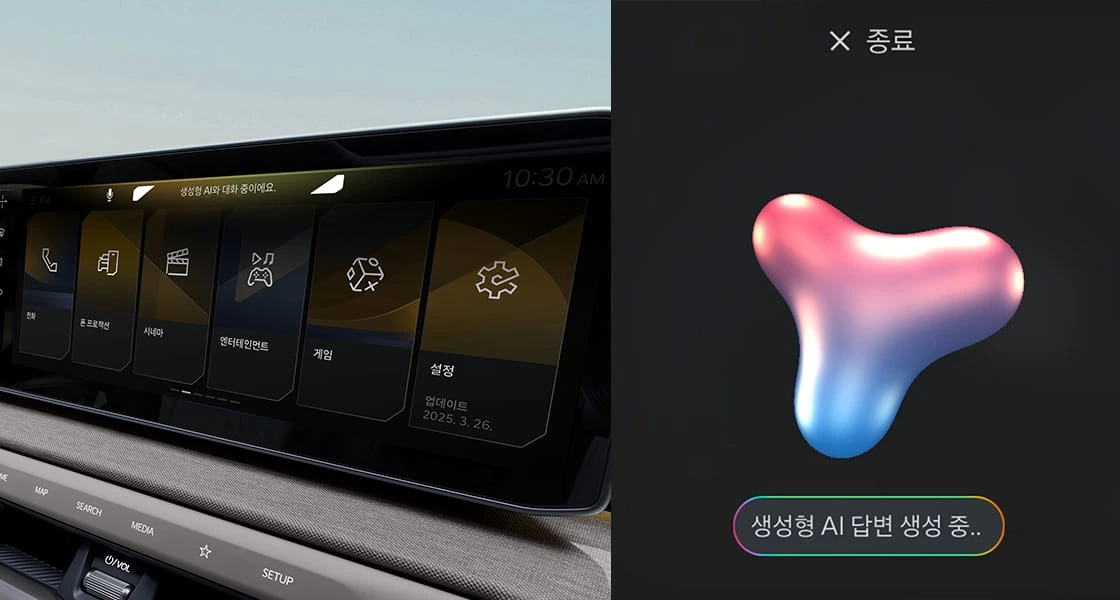 생성형 AI와 대화 중이에요.
10:30 AM
전화
폰 프로젝션
시네마
엔터테인먼트
게임
설정
업데이트
2025. 3. 26.
MAP
SEARCH
MEDIA
VOL
SETUP
종료
생성형 AI 답변 생성 중..